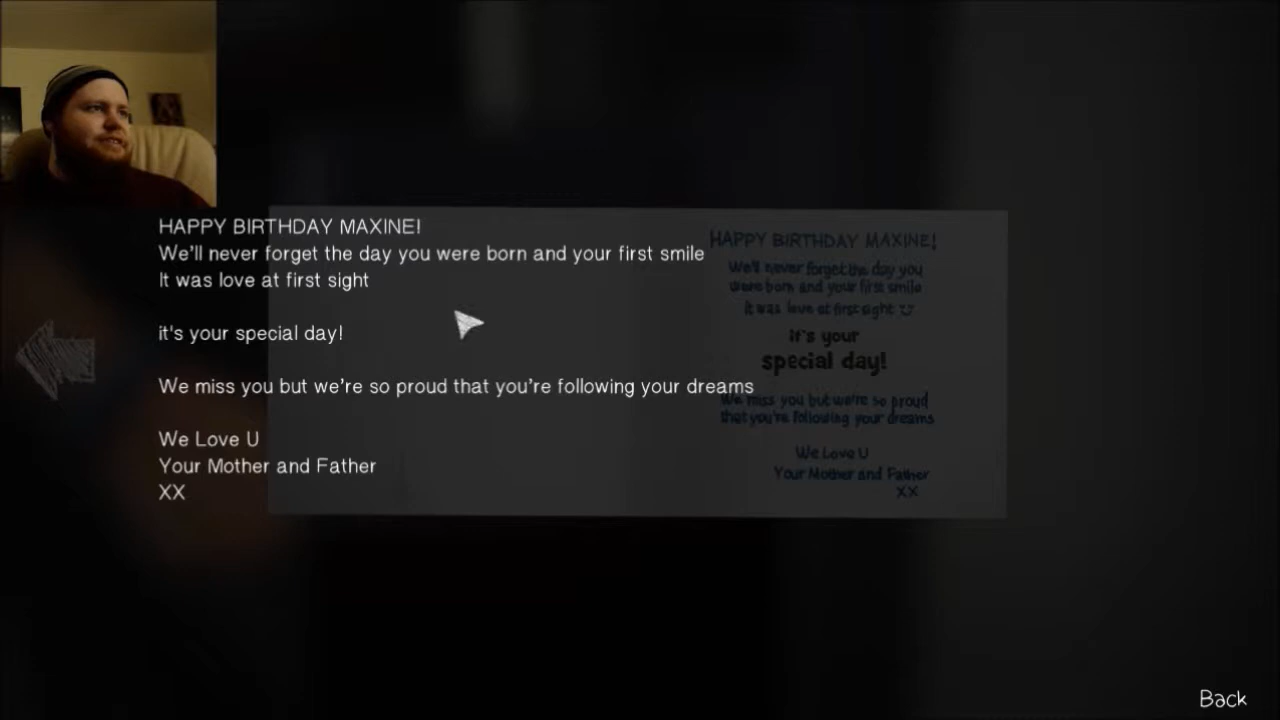 HAPPY BIRTHDAY MAXINE!
We'll never forget the day you were born and your first smile
It was love at first sight
it's your special day!
We miss you but we're so proud that you're following your dreams
We Love U
Your Mother and Father
XX
HAPPY BIRTHDAY MAXINE!
We'll never forget the day you
were born and your first smile
it was love at first sight
it's your
special day!
We miss you but we're so proud
that you're following your dreams
We Love U
Your Mother and Father
XX
Back